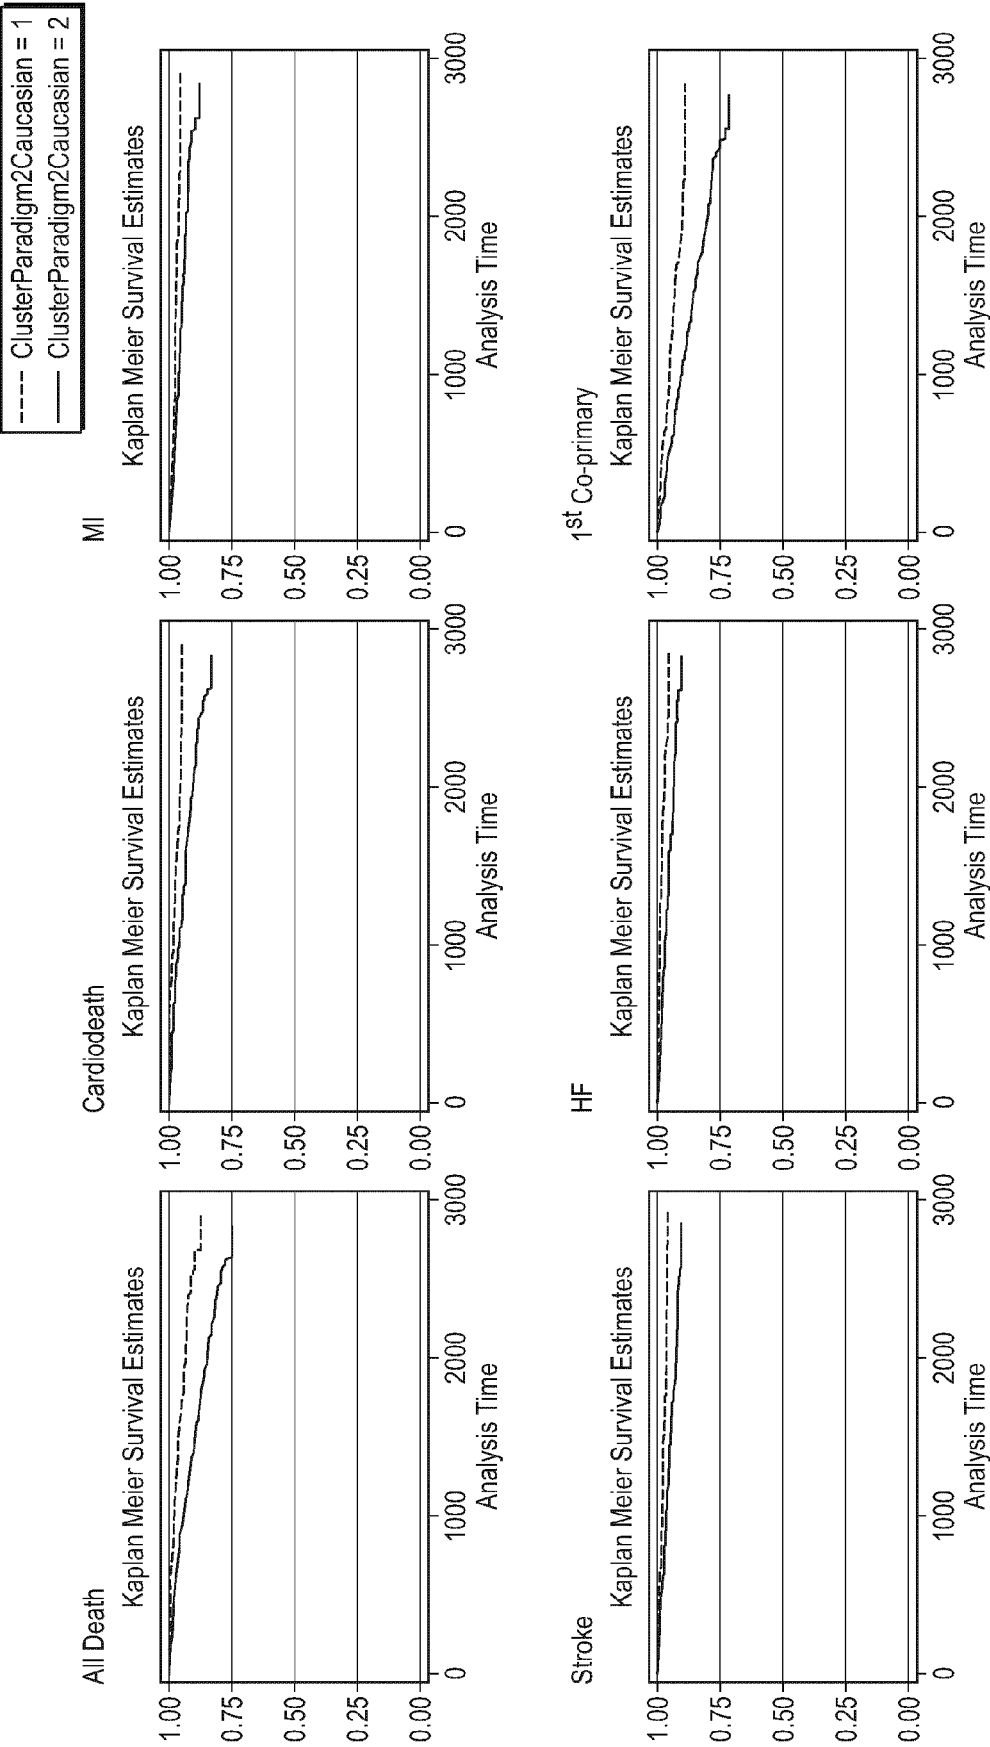 ClusterParadigm2Caucasian = 1
ClusterParadigm2Caucasian = 2
All Death
Kaplan Meier Survival Estimates
1.00
0.75
0.50
0.25
0.00
0 1000 2000 3000
Analysis Time
Cardiodeath
Kaplan Meier Survival Estimates
1.00
0.75
0.50
0.25
0.00
0 1000 2000 3000
Analysis Time
MI
Kaplan Meier Survival Estimates
1.00
0.75
0.50
0.25
0.00
0 1000 2000 3000
Analysis Time
Stroke
Kaplan Meier Survival Estimates
1.00
0.75
0.50
0.25
0.00
0 1000 2000 3000
Analysis Time
HF
Kaplan Meier Survival Estimates
1.00
0.75
0.50
0.25
0.00
0 1000 2000 3000
Analysis Time
1st Co-primary
Kaplan Meier Survival Estimates
1.00
0.75
0.50
0.25
0.00
0 1000 2000 3000
Analysis Time